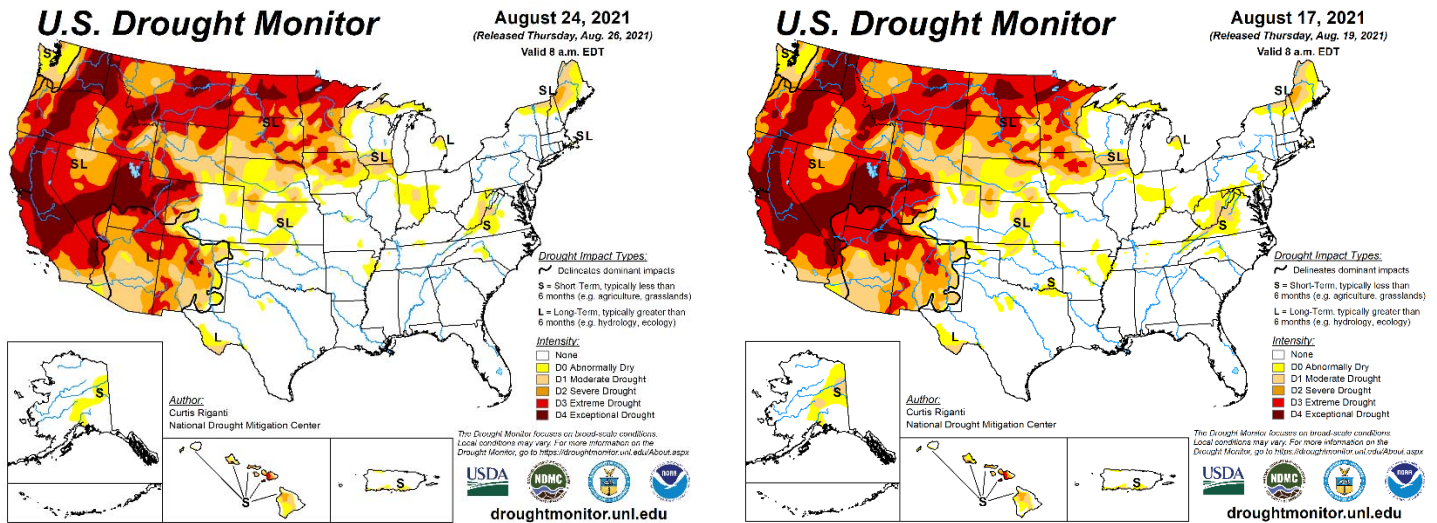 U.S. Drought Monitor
August 24, 2021
(Released Thursday, Aug. 26, 2021)
Valid 8 a.m. EDT
S
SL
SL
L
SL
SL
SL
SL
S
L
L
Drought Impact Types:
Delineates dominant impacts
S = Short Term, typically less than
6 months (e.g. agriculture, grasslands)
L = Long-Term, typically greater than
6 months (e.g. hydrology, ecology)
Intensity:
None
D0 Abnormally Dry
D1 Moderate Drought
D2 Severe Drought
D3 Extreme Drought
D4 Exceptional Drought
S
Author:
Curtis Riganti
National Drought Mitigation Center
S
S
The Drought Monitor focuses on broad-scale conditions.
Local conditions may vary. For more information on the
Drought Monitor, go to https://droughtmonitor.unl.edu/About.aspx
USDA
NDMC
NOAA
droughtmonitor.unl.edu
U.S. Drought Monitor
August 17, 2021
(Released Thursday, Aug. 19, 2021)
Valid 8 a.m. EDT
S
SL
L
SL
SL
SL
SL
S
L
S
L
Drought Impact Types:
Delineates dominant impacts
S = Short-Term, typically less than
6 months (e.g. agriculture, grasslands)
L = Long-Term, typically greater than
6 months (e.g. hydrology, ecology)
Intensity:
None
D0 Abnormally Dry
D1 Moderate Drought
D2 Severe Drought
D3 Extreme Drought
D4 Exceptional Drought
S
Author:
Curtis Riganti
National Drought Mitigation Center
S
S
The Drought Monitor focuses on broad-scale conditions.
Local conditions may vary. For more information on the
Drought Monitor, go to https://droughtmonitor.unl.edu/About.aspx
USDA
NDMC
NOAA
droughtmonitor.unl.edu